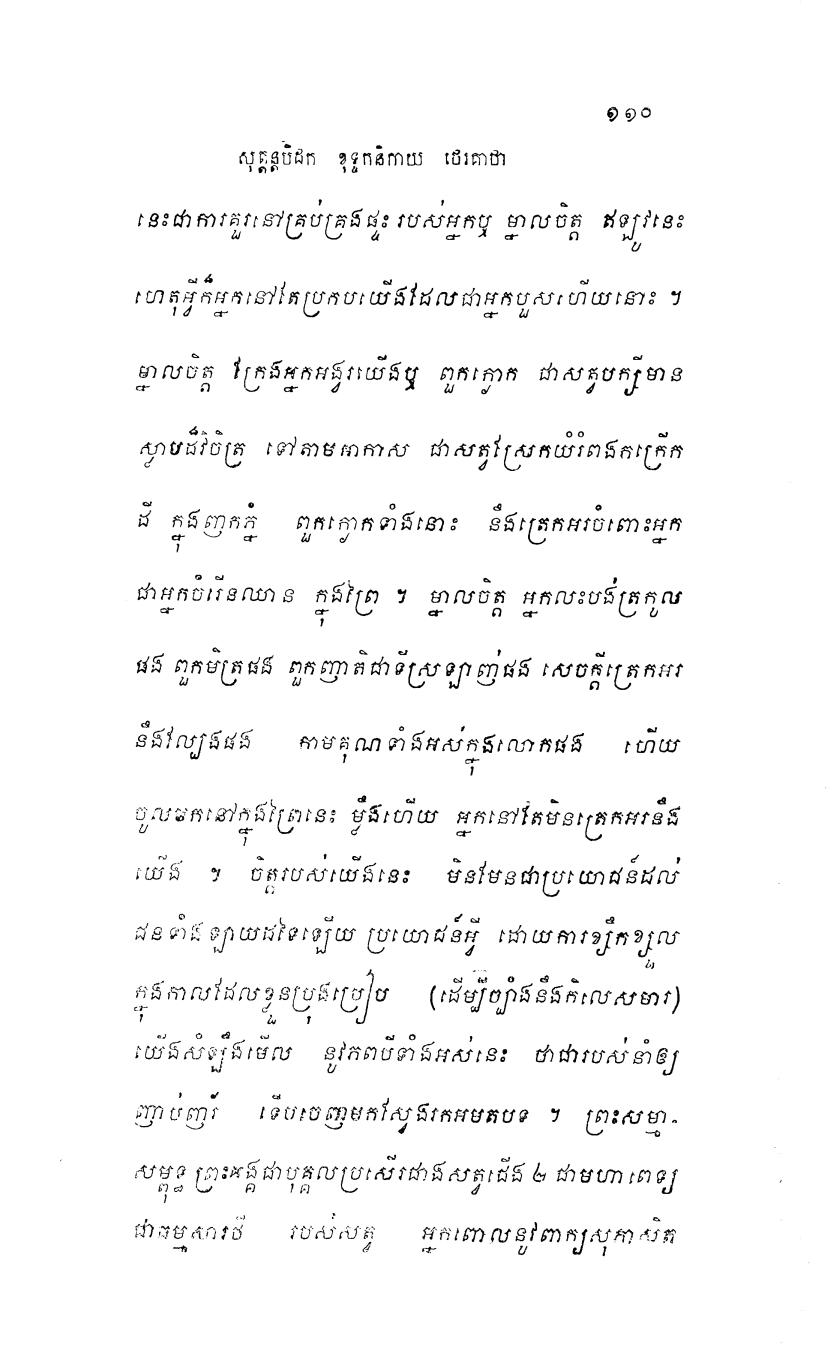 ១១០
សុត្តន្តបិដក ខុទ្ទកនិកាយ ថេរគាថា
នេះជាការគួរនៅគ្រប់គ្រងផ្ទះ របស់អ្នកឬ ម្នាលចិត្ត ឥឡូវនេះ
ហេតុអ្វីក៏អ្នកនៅតែប្រកបយើងដែលជាអ្នកបួសហើយនោះ ។
ម្នាលចិត្ត ក្រែងអ្នកអង្វរយើងឬ ពួកក្ងោក ជាសត្វបក្សីមាន
ស្លាបដ៏វិចិត្រ ទៅតាមអាកាស ជាសត្វស្រែកយំរំពងកក្រើក
ដី ក្នុងញកភ្នំ ពួកក្ងោកទាំងនោះ នឹងត្រេកអរចំពោះអ្នក
ជាអ្នកចំរើនឈាន ក្នុងព្រៃ ។ ម្នាលចិត្ត អ្នកលះបង់ត្រកូល
ផង ពួកមិត្រផង ពួកញាតិជាទីស្រឡាញ់ផង សេចក្តីត្រេកអរ
នឹងល្បែងផង កាមគុណទាំងអស់ក្នុងលោកផង ហើយ
ចូលមកនៅក្នុងព្រៃនេះ ម្ល៉ឹងហើយ អ្នកនៅតែមិនត្រេកអរនឹង
យើង ។ ចិត្តរបស់យើងនេះ មិនមែនជាប្រយោជន៍ដល់
ជនទាំងឡាយដទៃឡើយ ប្រយោជន៍អ្វី ដោយការខ្សឹកខ្សួល
ក្នុងកាលដែលខ្លួនប្រុងប្រៀប (ដើម្បីច្បាំងនឹងកិលេសមារ)
យើងសំឡឹងមើល នូវភពបីទាំងអស់នេះ ថាជារបស់នាំឲ្យ
ញាប់ញ័រ ទើបចេញមកស្វែងរកអមតបទ ។ ព្រះសម្មា-
សម្ពុទ្ធ ព្រះអង្គជាបុគ្គលប្រសើរជាងសត្វជើង ២ ជាមហាពេទ្យ
ជាធម្មសារថី របស់សត្វ អ្នកពោលនូវពាក្យសុភាសិត